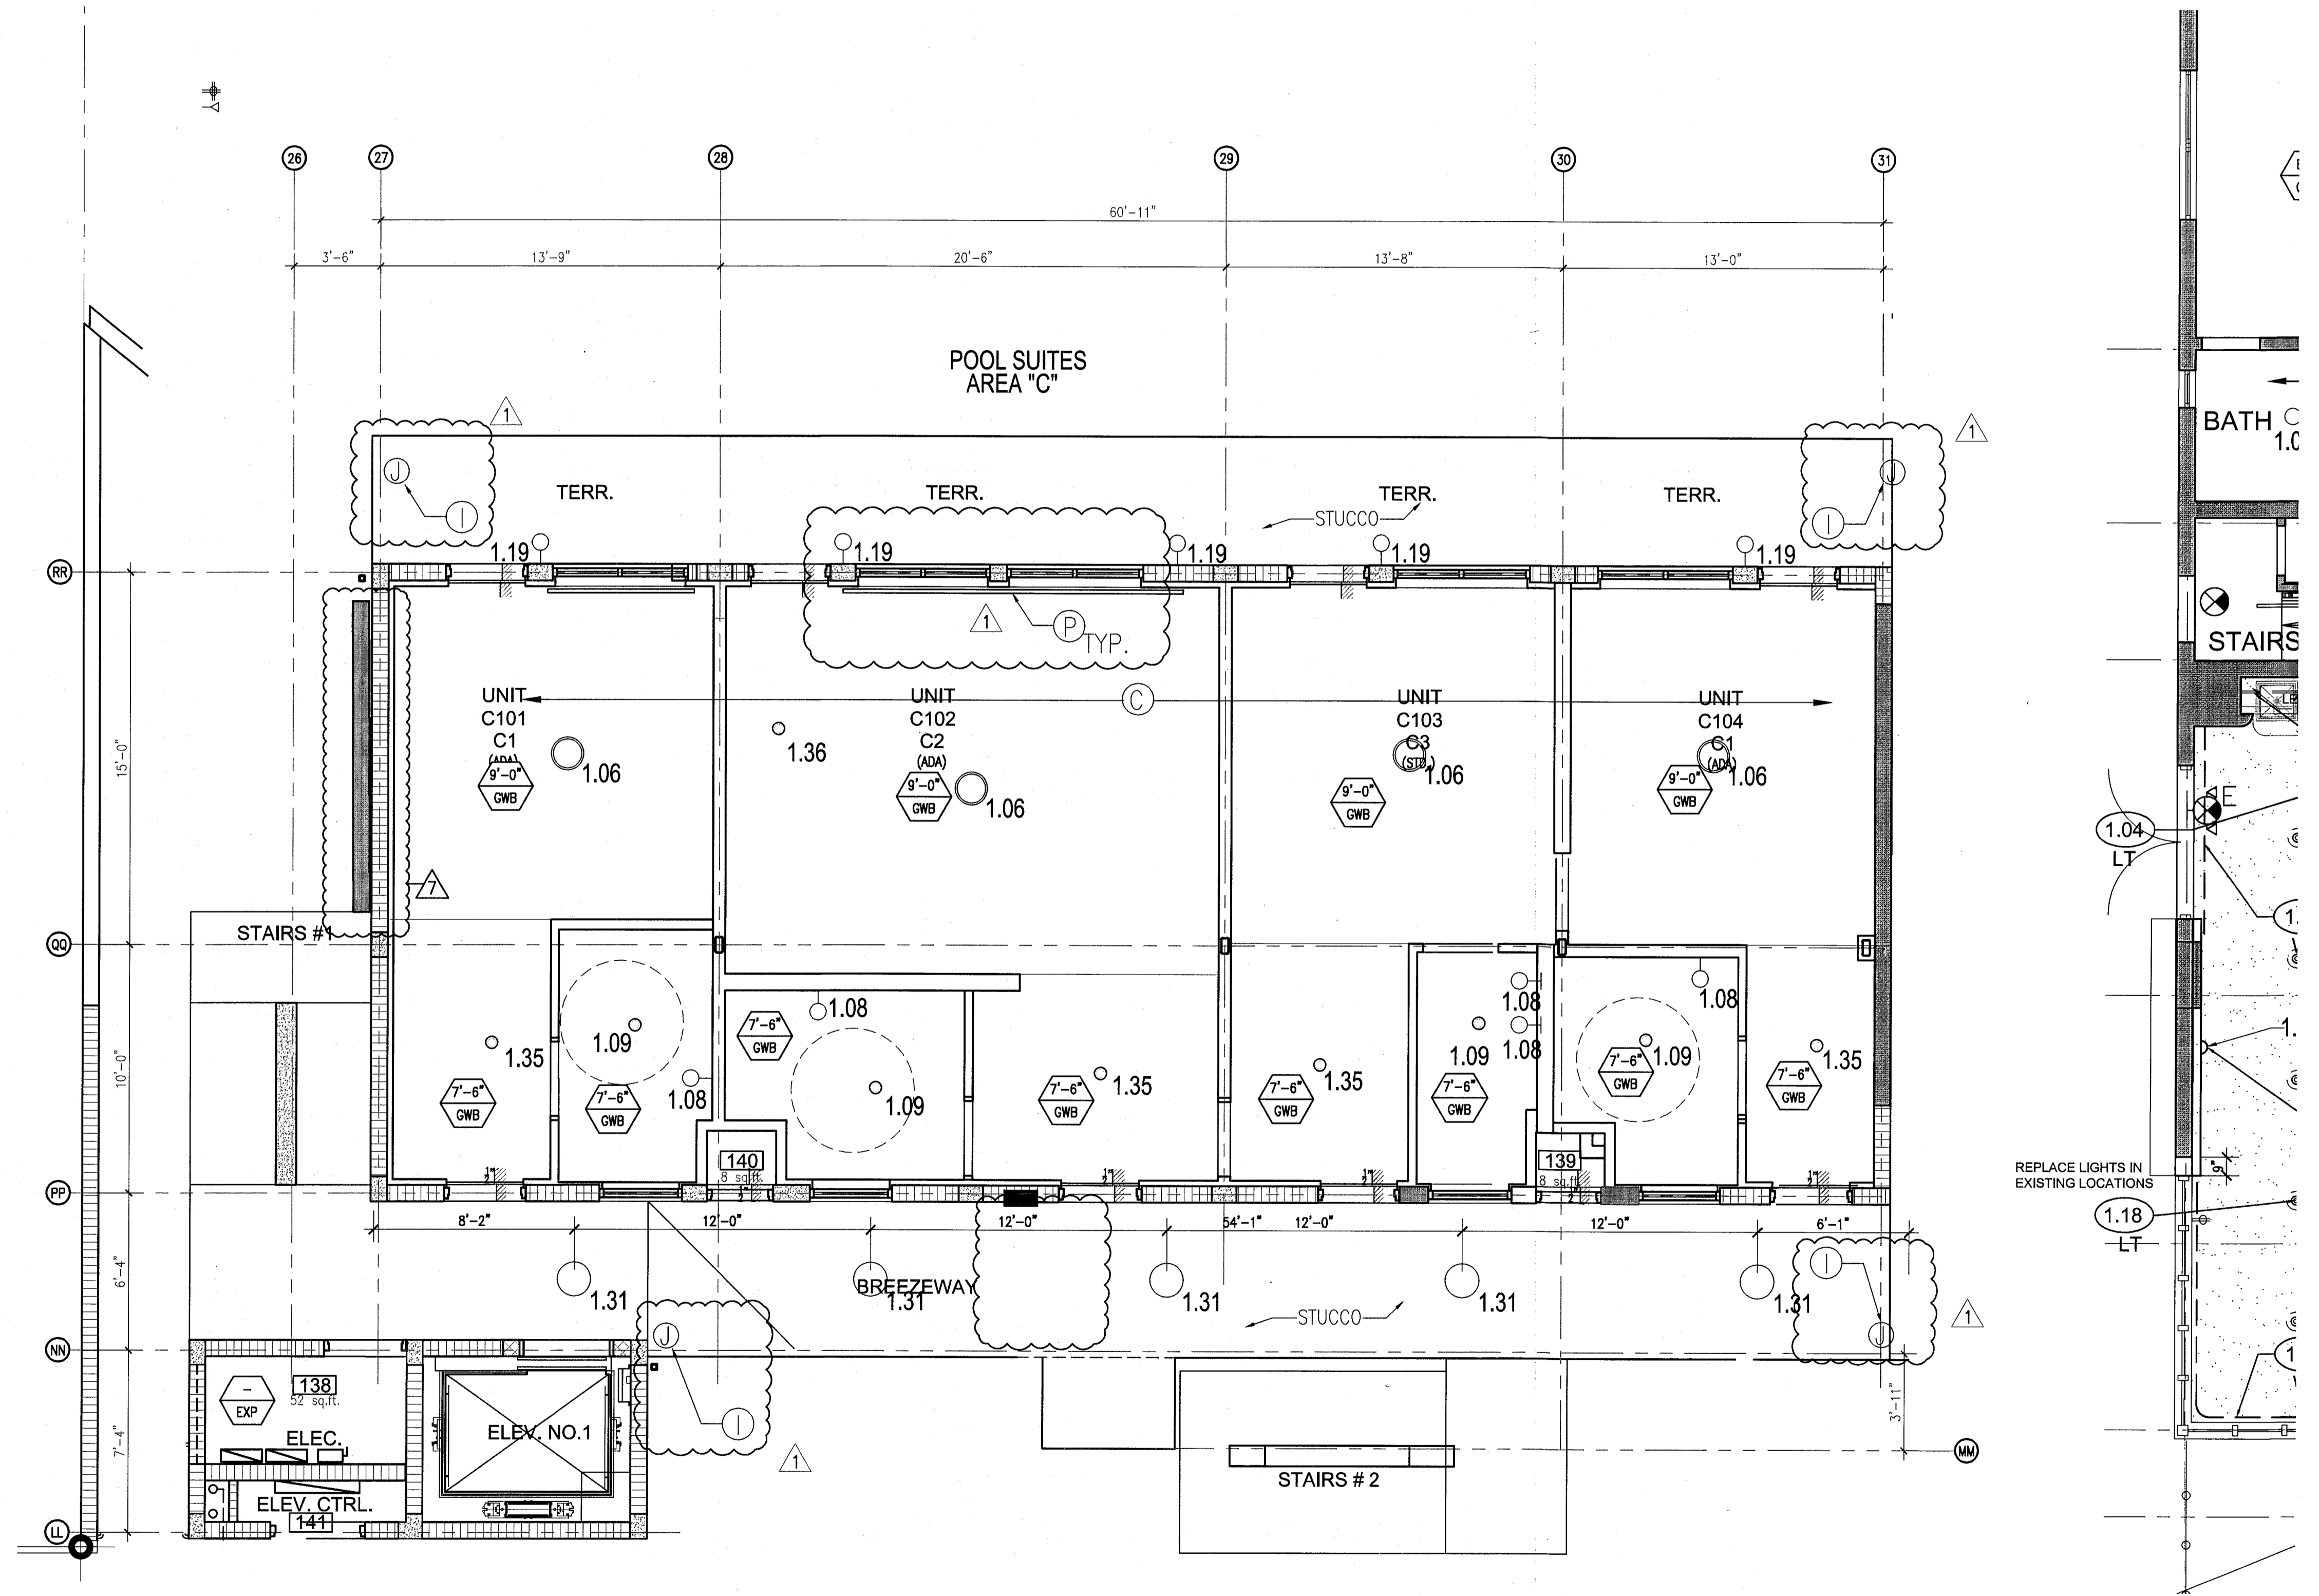 26
27
28
29
30
31
60'-11"
3'-6"
13'-9"
20'-6"
13'-8"
13'-0"
POOL SUITES
AREA "C"
1
1
J
I
J
I
TERR.
TERR.
TERR.
TERR.
STUCCO
1.19
1.19
1.19
1.19
1.19
RR
1
P
TYP.
UNIT
C101
C1
(ADA)
9'-0"
GWB
1.06
UNIT
C102
C2
(ADA)
9'-0"
GWB
1.06
1.36
C
UNIT
C103
C3
(STD.)
9'-0"
GWB
1.06
UNIT
C104
C1
(ADA)
9'-0"
GWB
1.06
15'-0"
7
STAIRS #1
QQ
10'-0"
1.35
7'-6"
GWB
1.09
7'-6"
GWB
1.08
7'-6"
GWB
1.08
1.09
7'-6"
GWB
1.35
7'-6"
GWB
1.35
1.08
1.09
1.08
7'-6"
GWB
1.08
7'-6"
GWB
1.09
1.35
7'-6"
GWB
140
8 sq.ft.
139
8 sq.ft.
PP
8'-2"
12'-0"
12'-0"
54'-1"
12'-0"
12'-0"
6'-1"
6'-4"
1.31
BREEZEWAY
1.31
1.31
1.31
1.31
STUCCO
I
J
1
NN
J
I
1
138
52 sq.ft.
-
EXP
ELEC.
ELEV. NO.1
7'-4"
ELEV. CTRL.
141
LL
3'-11"
MM
STAIRS # 2
BATH
STAIRS
E
1.04
LT
REPLACE LIGHTS IN
EXISTING LOCATIONS
9"
1.18
LT